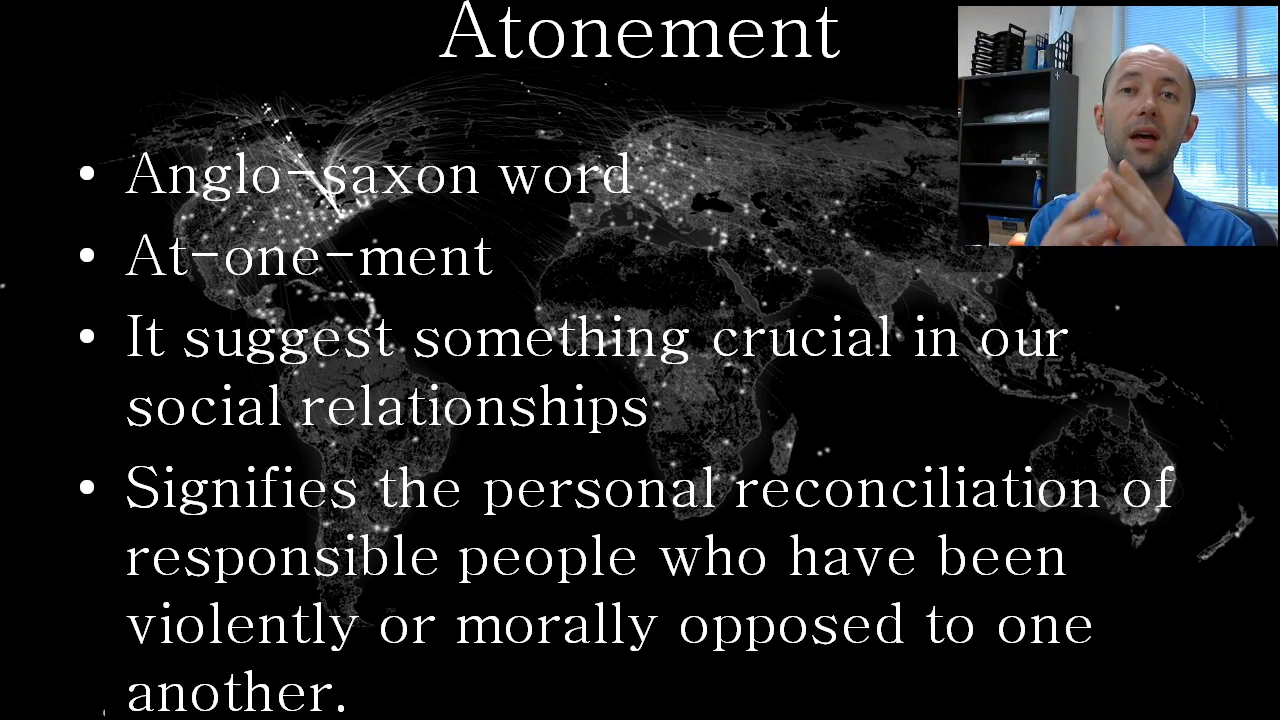 Atonement
• Anglo-saxon word
• At-one-ment
• It suggest something crucial in our
social relationships
• Signifies the personal reconciliation of
responsible people who have been
violently or morally opposed to one
another.